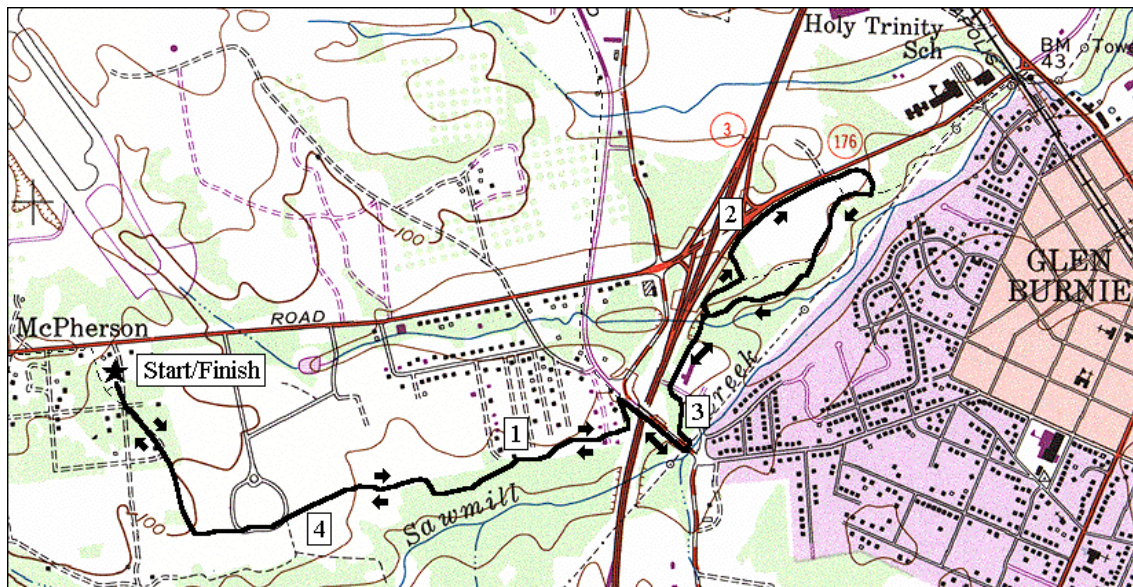 Holy Trinity
Sch
BM
43
Towe
3
176
2
100
GLEN
BURNIE
ROAD
McPherson
Start/Finish
Creek
3
1
Sawmill
4
100